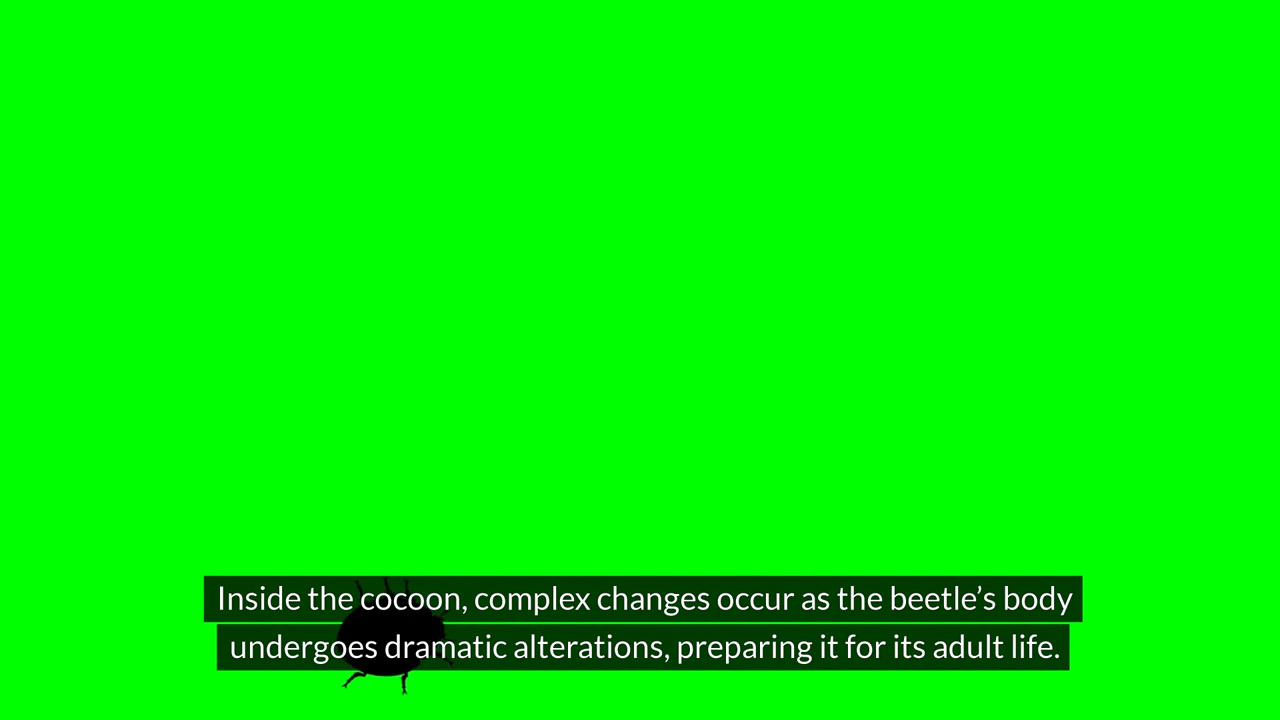 Inside the cocoon, complex changes occur as the beetle’s body
undergoes dramatic alterations, preparing it for its adult life.